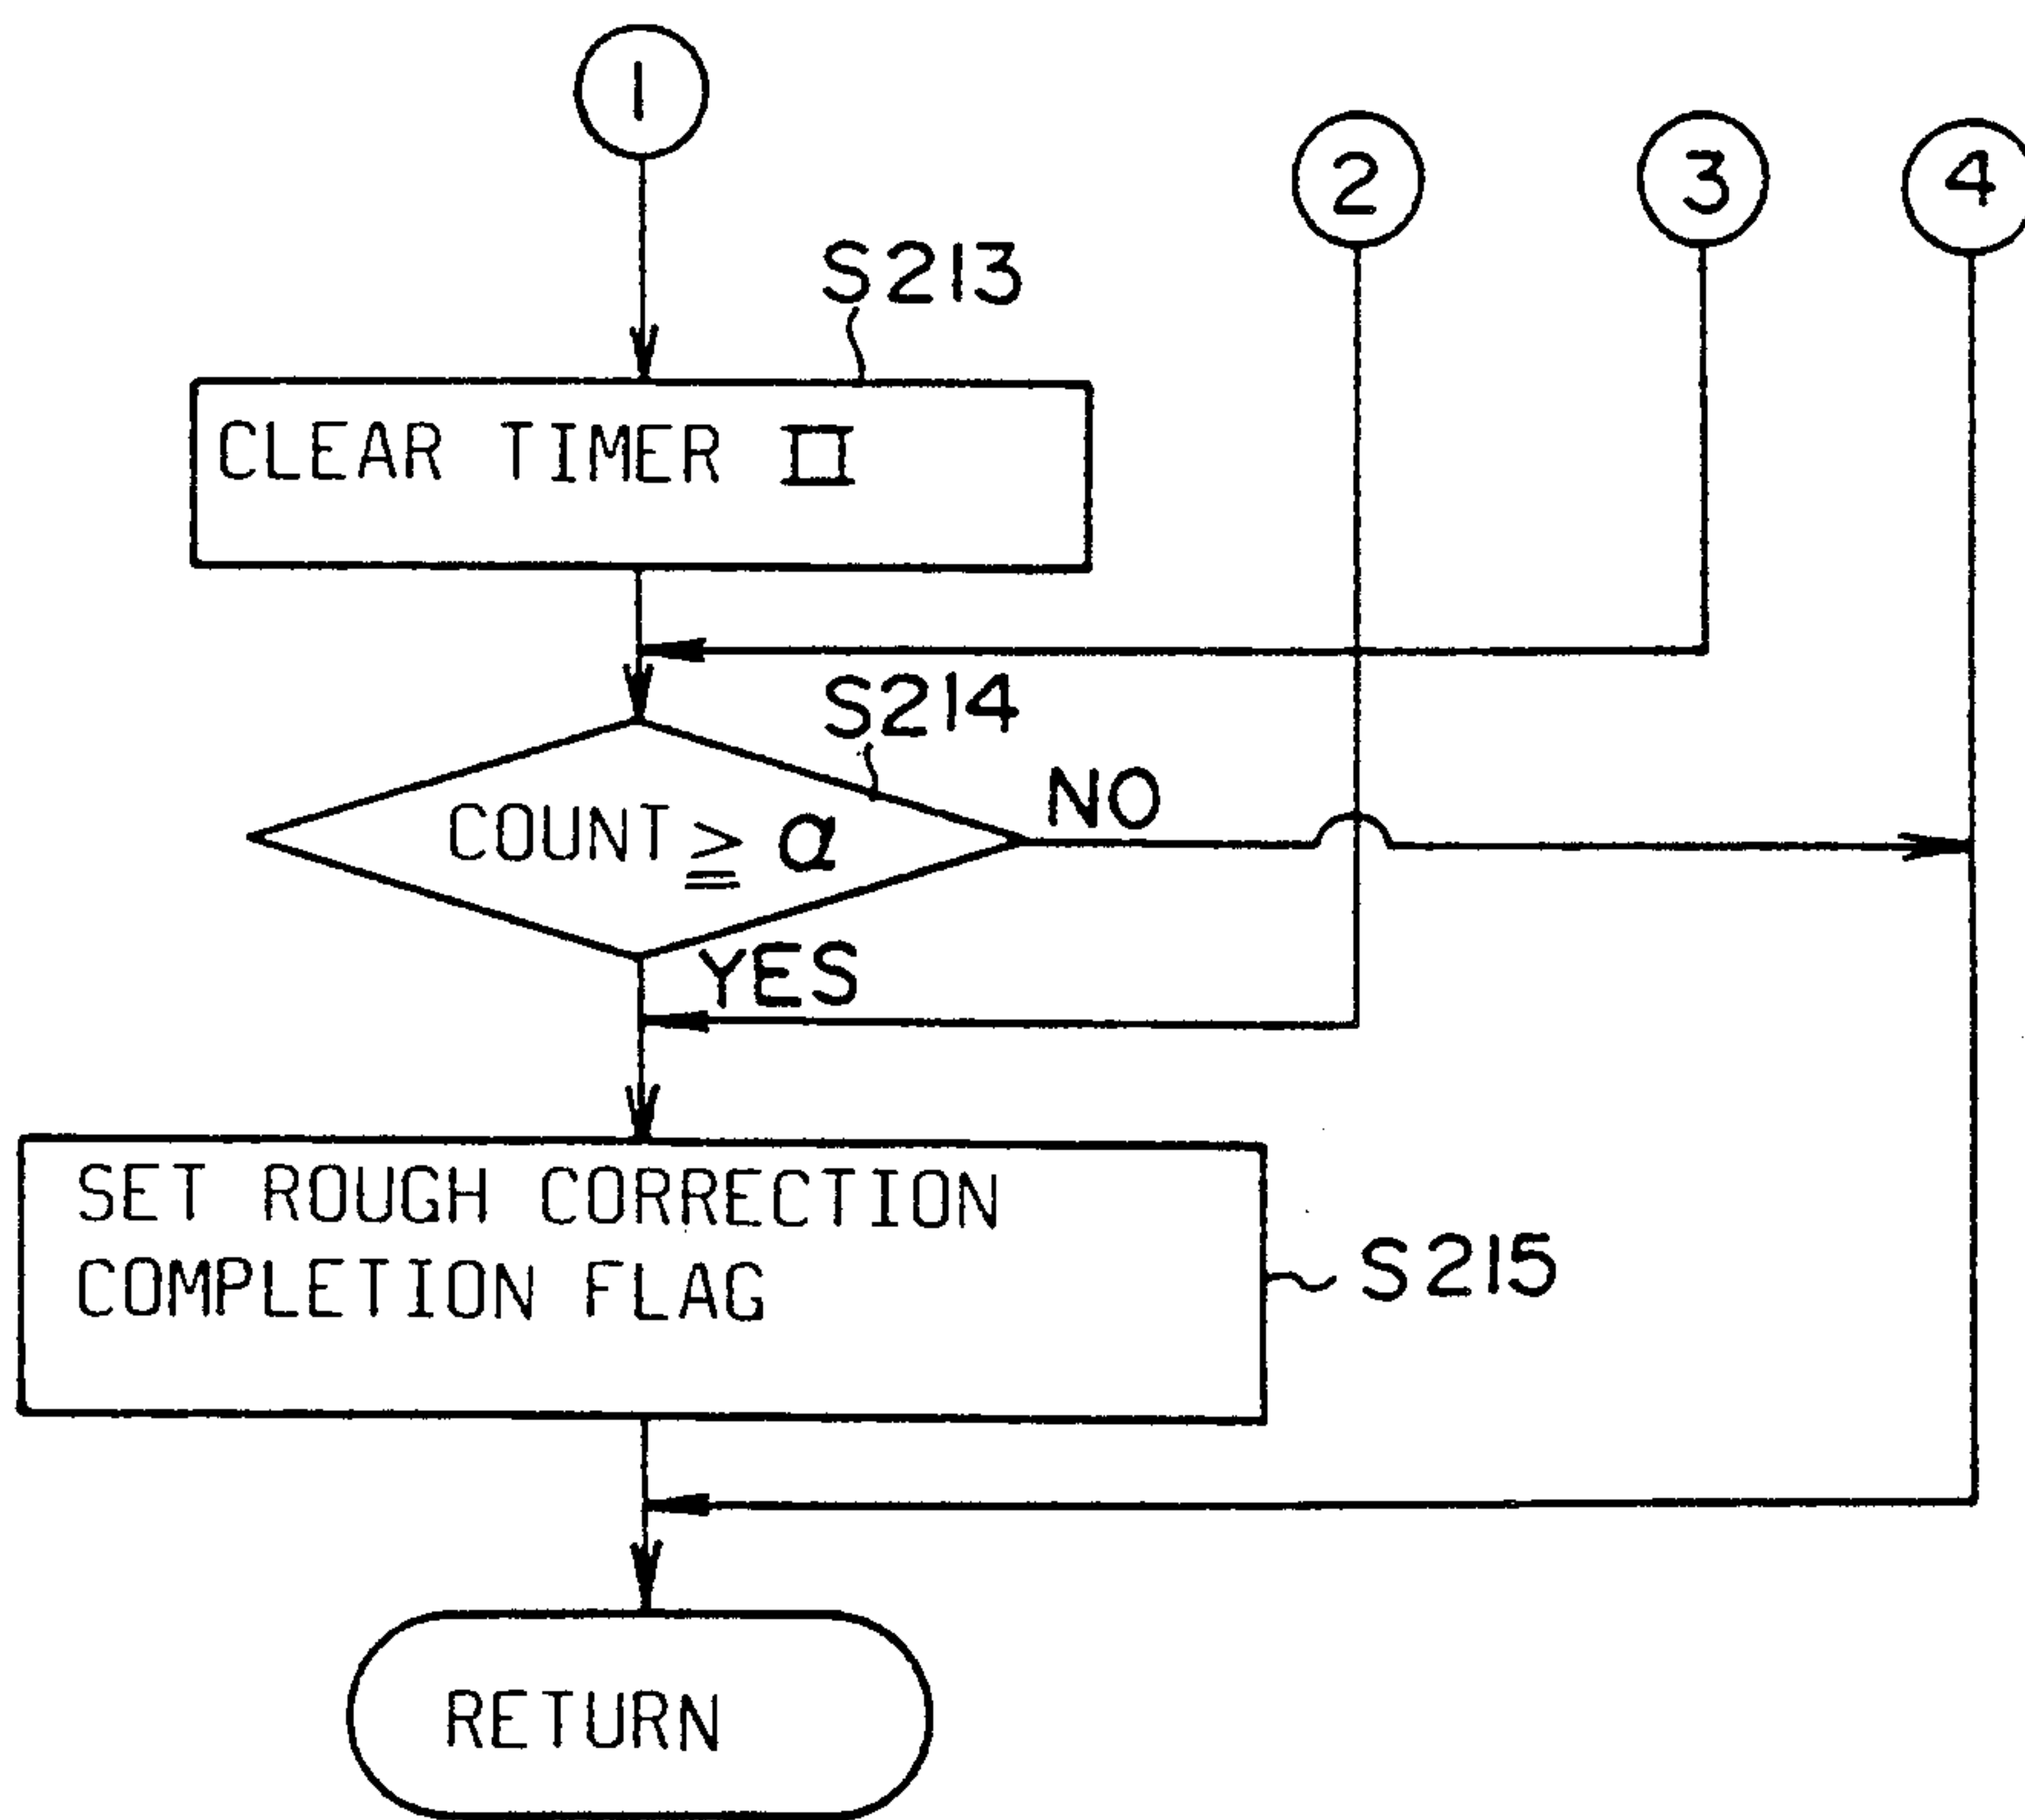 1
2
3
4
S213
CLEAR TIMER II
S214
COUNT ≧ α
NO
YES
SET ROUGH CORRECTION
COMPLETION FLAG
S215
RETURN